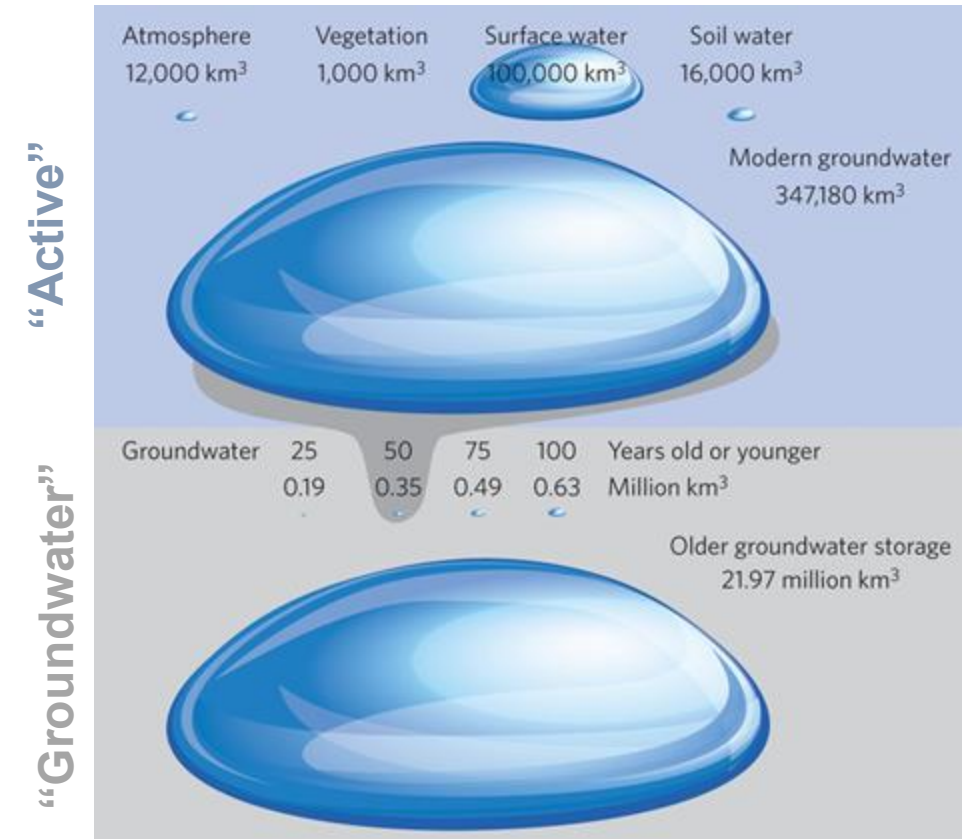 “Active”
Atmosphere Vegetation Surface water Soil water
12,000 km³ 1,000 km³ 100,000 km³ 16,000 km³
Modern groundwater
347,180 km³
“Groundwater”
Groundwater 25 50 75 100 Years old or younger
0.19 0.35 0.49 0.63 Million km³
Older groundwater storage
21.97 million km³